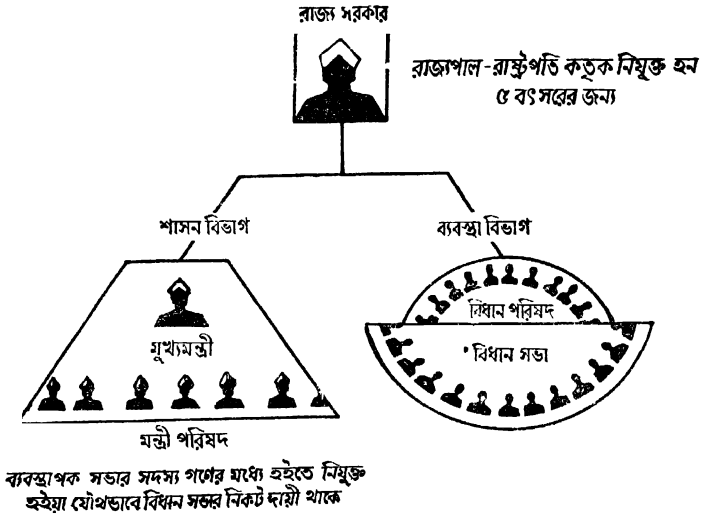 রাজ্য সরকার
রাজ্যপাল-রাষ্ট্রপতি কতৃক নিযুক্ত হন
৫ বৎসরের জন্য
শাসন বিভাগ
ব্যবস্থা বিভাগ
মুখ্যমন্ত্রী
বিধান পরিষদ
বিধান সভা
মন্ত্রী পরিষদ
ব্যবস্থাপক সভার সদস্য গণের মধ্যে হইতে নিযুক্ত
হইয়া যৌথভাবে বিধান সভার নিকট দায়ী থাকে